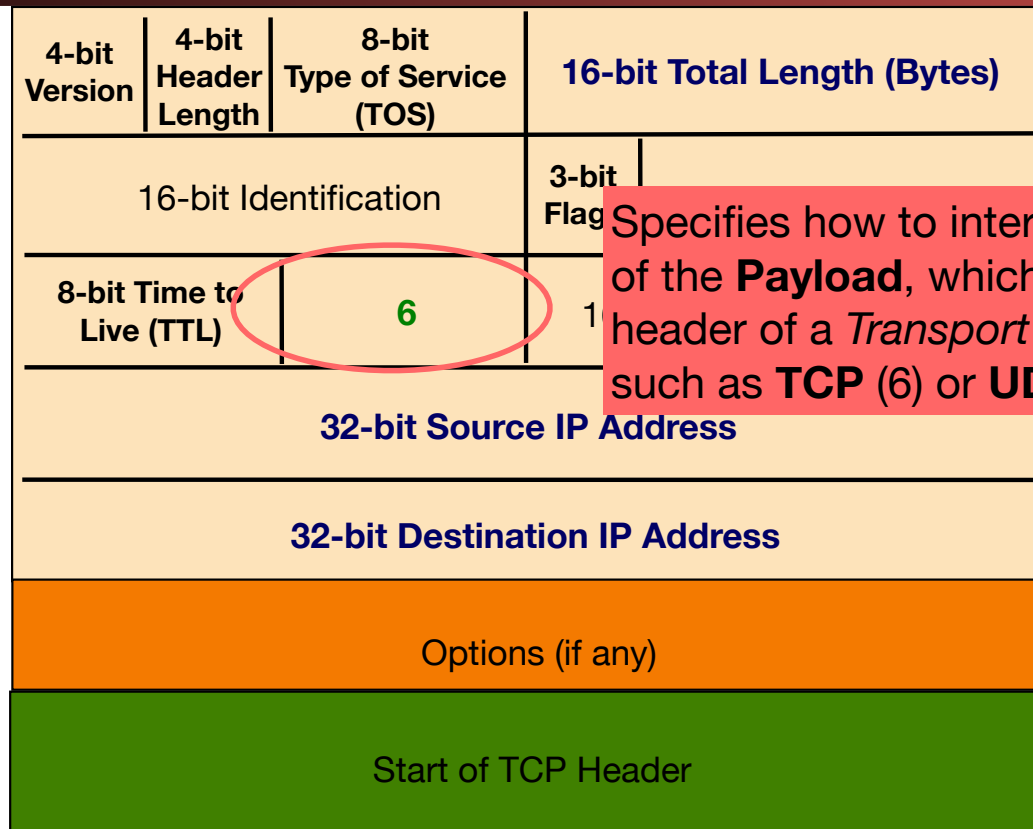 4-bit
Version
4-bit
Header
Length
8-bit
Type of Service
(TOS)
16-bit Total Length (Bytes)
16-bit Identification
3-bit
Flag
Specifies how to
of the Payload, which
header of a Transport
such as TCP (6) or
8-bit Time to
Live (TTL)
6
32-bit Source IP Address
32-bit Destination IP Address
Options (if any)
Start of TCP Header